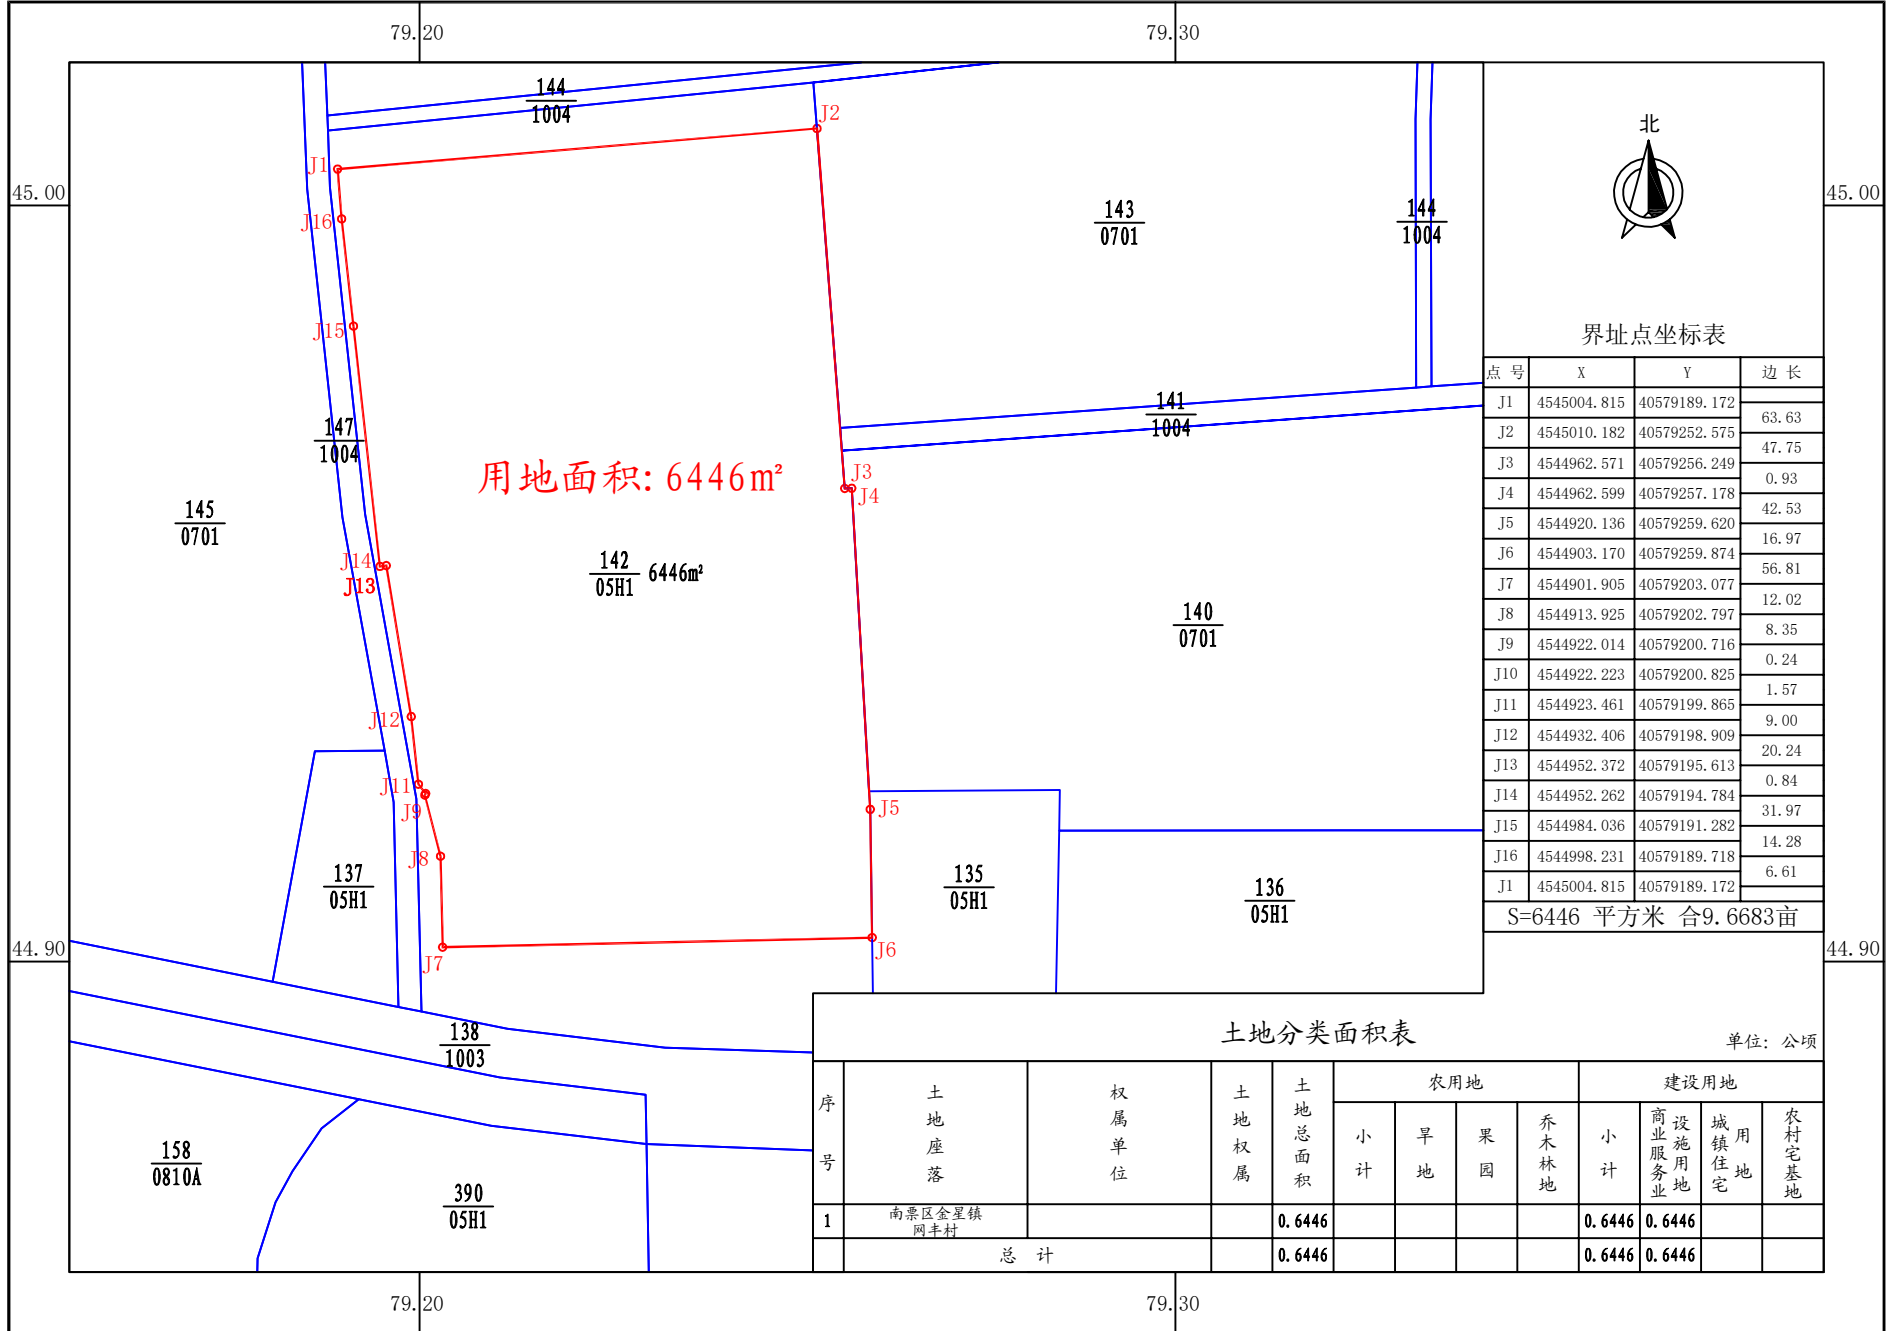 79.20
79.30
45.00
45.00
44.90
44.90
144
1004
J2
J1
J16
J15
143
0701
144
1004
147
1004
141
1004
用地面积: 6446m²
J3
J4
145
0701
142
05H1
6446m²
J14
J13
140
0701
J12
J11
J9
J5
J8
137
05H1
135
05H1
136
05H1
J7
J6
138
1003
158
0810A
390
05H1
北
界址点坐标表
点号 X Y 边长
J1 4545004.815 40579189.172
63.63
J2 4545010.182 40579252.575
47.75
J3 4544962.571 40579256.249
0.93
J4 4544962.599 40579257.178
42.53
J5 4544920.136 40579259.620
16.97
J6 4544903.170 40579259.874
56.81
J7 4544901.905 40579203.077
12.02
J8 4544913.925 40579202.797
8.35
J9 4544922.014 40579200.716
0.24
J10 4544922.223 40579200.825
1.57
J11 4544923.461 40579199.865
9.00
J12 4544932.406 40579198.909
20.24
J13 4544952.372 40579195.613
0.84
J14 4544952.262 40579194.784
31.97
J15 4544984.036 40579191.282
14.28
J16 4544998.231 40579189.718
6.61
J1 4545004.815 40579189.172
S=6446 平方米 合9.6683亩
土地分类面积表
单位: 公顷
序号 土地座落 权属单位 土地权属 土地总面积 农用地 建设用地
小计 旱地 果园 乔木林地 小计 商业服务业设施用地 城镇住宅用地 农村宅基地
1 南票区金星镇网丰村 0.6446 0.6446 0.6446
总计 0.6446 0.6446 0.6446
79.20
79.30